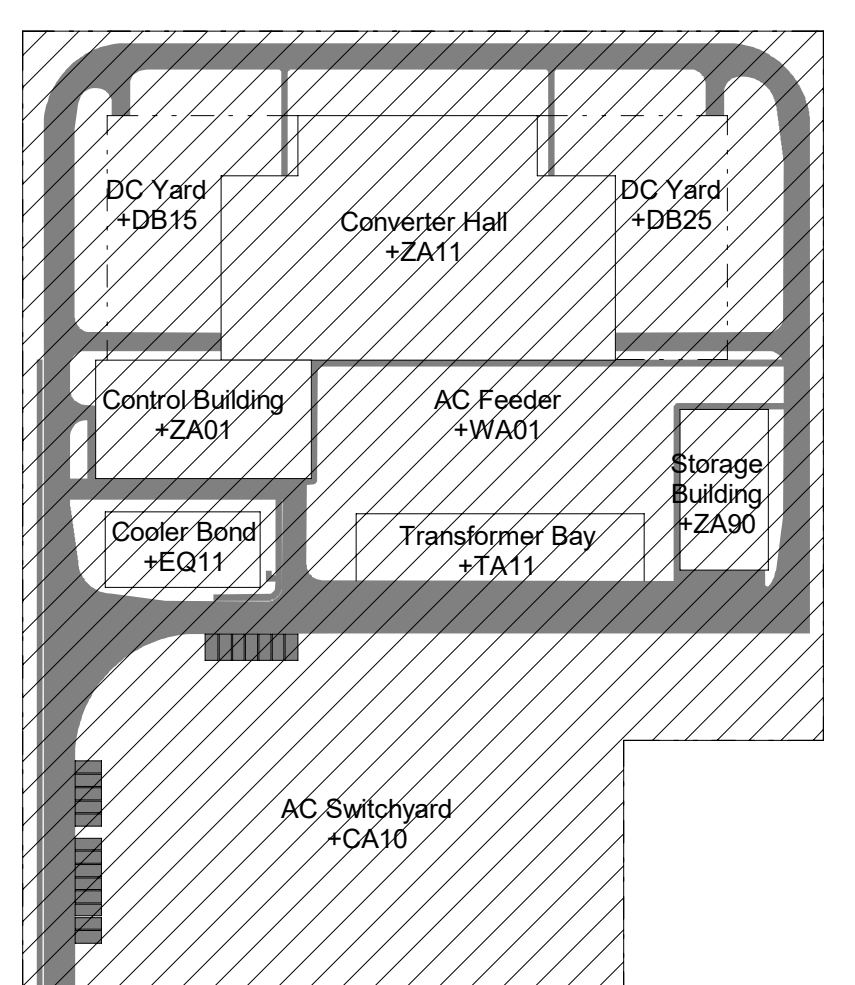 DC Yard
+DB15
Converter Hall
+ZA11
DC Yard
+DB25
Control Building
+ZA01
AC Feeder
+WA01
Storage
Building
+ZA90
Cooler Bond
+EQ11
Transformer Bay
+TA11
AC Switchyard
+CA10